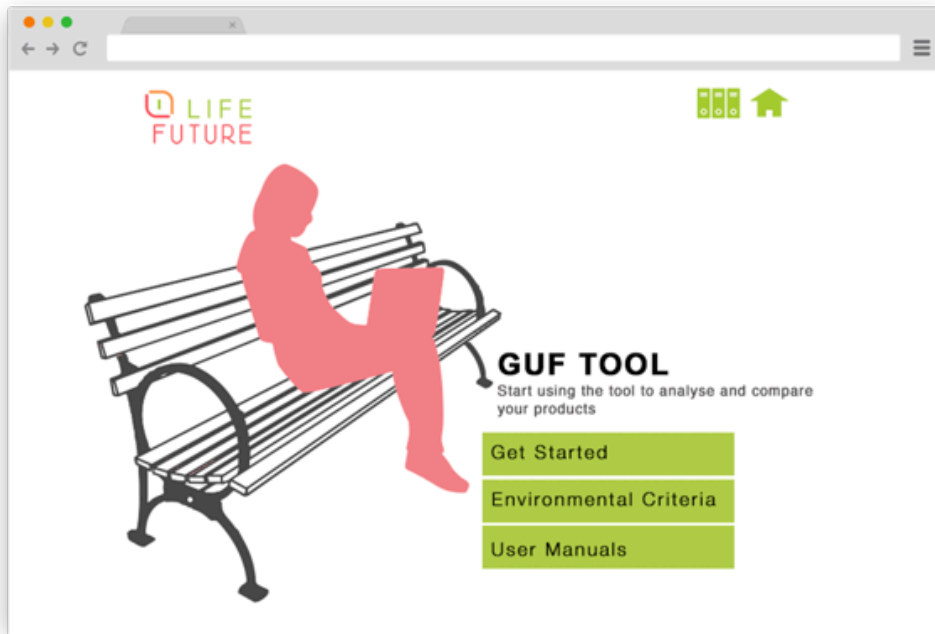 LIFE
FUTURE
GUF TOOL
Start using the tool to analyse and compare
your products
Get Started
Environmental Criteria
User Manuals